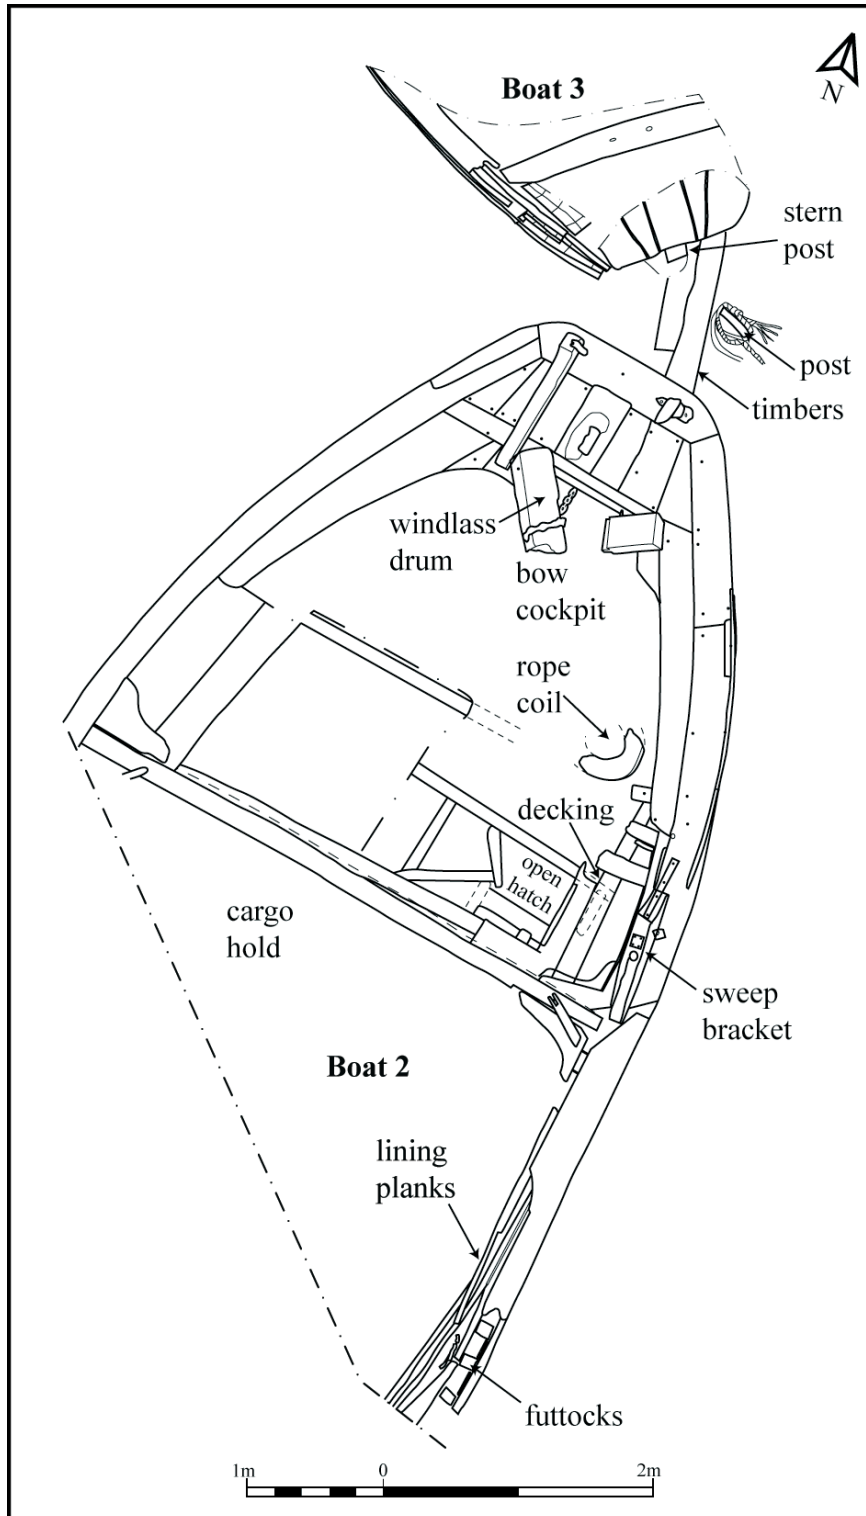 Boat 3
N
stern
post
post
timbers
windlass
drum
bow
cockpit
rope
coil
decking
open
hatch
cargo
hold
sweep
bracket
Boat 2
lining
planks
futtocks
1m 0 2m